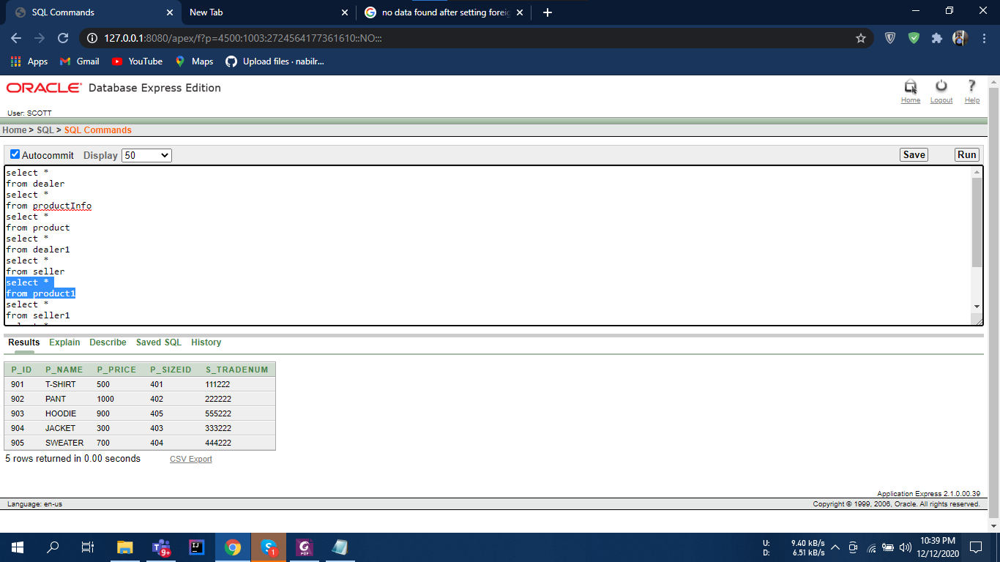 SQL Commands
New Tab
no data found after setting foreig
127.0.0.1:8080/apex/f?p=4500:1003:2724564177361610::NO:::
Apps
Gmail
YouTube
Maps
Upload files · nabilr...
ORACLE Database Express Edition
Home
Logout
Help
User: SCOTT
Home > SQL > SQL Commands
Autocommit
Display
50
Save
Run
select *
from dealer
select *
from productInfo
select *
from product
select *
from dealer1
select *
from seller
select *
from product1
select *
from seller1
Results
Explain
Describe
Saved SQL
History
P_ID P_NAME P_PRICE P_SIZEID S_TRADENUM
901 T-SHIRT 500 401 111222
902 PANT 1000 402 222222
903 HOODIE 900 405 555222
904 JACKET 300 403 333222
905 SWEATER 700 404 444222
5 rows returned in 0.00 seconds
CSV Export
Application Express 2.1.0.00.39
Language: en-us
Copyright © 1999, 2006, Oracle. All rights reserved.
9+
IJ
S
1
G
PDF
U: 9.40 kB/s
D: 6.51 kB/s
10:39 PM
12/12/2020